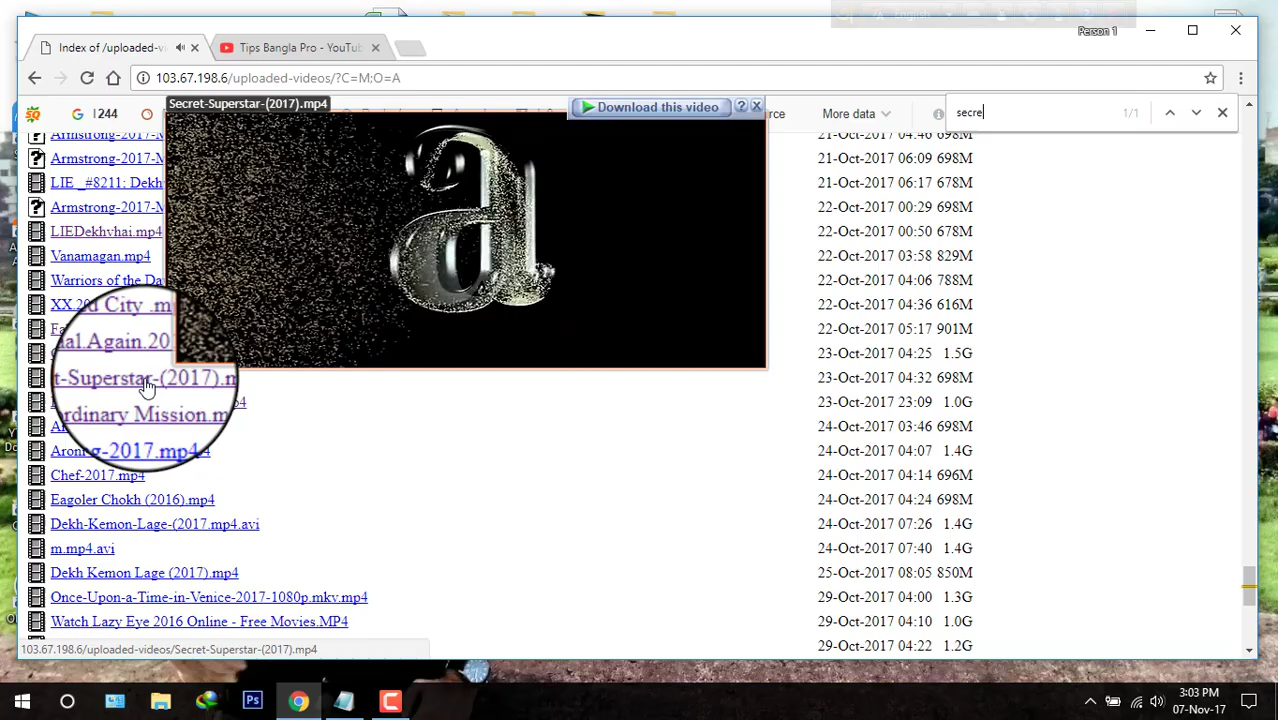 Person 1
Index of /uploaded-vi
Tips Bangla Pro - YouTube
103.67.198.6/uploaded-videos/?C=M;O=A
Secret-Superstar-(2017).mp4
Download this video ?
244
rce
More data
secre
1/1
Armstrong-2017-M 21-Oct-2017 04:46 698M
Armstrong-2017-M 21-Oct-2017 06:09 698M
LIE _#8211; Dekh 21-Oct-2017 06:17 678M
Armstrong-2017-M 22-Oct-2017 00:29 698M
LIEDekhyhai.mp4 22-Oct-2017 00:50 678M
Vanamagan.mp4 22-Oct-2017 03:58 829M
Warriors of the Da 22-Oct-2017 04:06 788M
XX.20 d City .m 22-Oct-2017 04:36 616M
Fa 22-Oct-2017 05:17 901M
ial.Again.20 23-Oct-2017 04:25 1.5G
t-Superstar-(2017).m 23-Oct-2017 04:32 698M
ordinary Mission.m 4 23-Oct-2017 23:09 1.0G
24-Oct-2017 03:46 698M
Arong-2017.mp4 24-Oct-2017 04:07 1.4G
Chef-2017.mp4 24-Oct-2017 04:14 696M
Eagoler Chokh (2016).mp4 24-Oct-2017 04:24 698M
Dekh-Kemon-Lage-(2017.mp4.avi 24-Oct-2017 07:26 1.4G
m.mp4.avi 24-Oct-2017 07:40 1.4G
Dekh Kemon Lage (2017).mp4 25-Oct-2017 08:05 850M
Once-Upon-a-Time-in-Venice-2017-1080p.mkv.mp4 29-Oct-2017 04:00 1.3G
Watch Lazy Eye 2016 Online - Free Movies.MP4 29-Oct-2017 04:10 1.0G
29-Oct-2017 04:22 1.2G
a
103.67.198.6/uploaded-videos/Secret-Superstar-(2017).mp4
Ps
3:03 PM
07-Nov-17